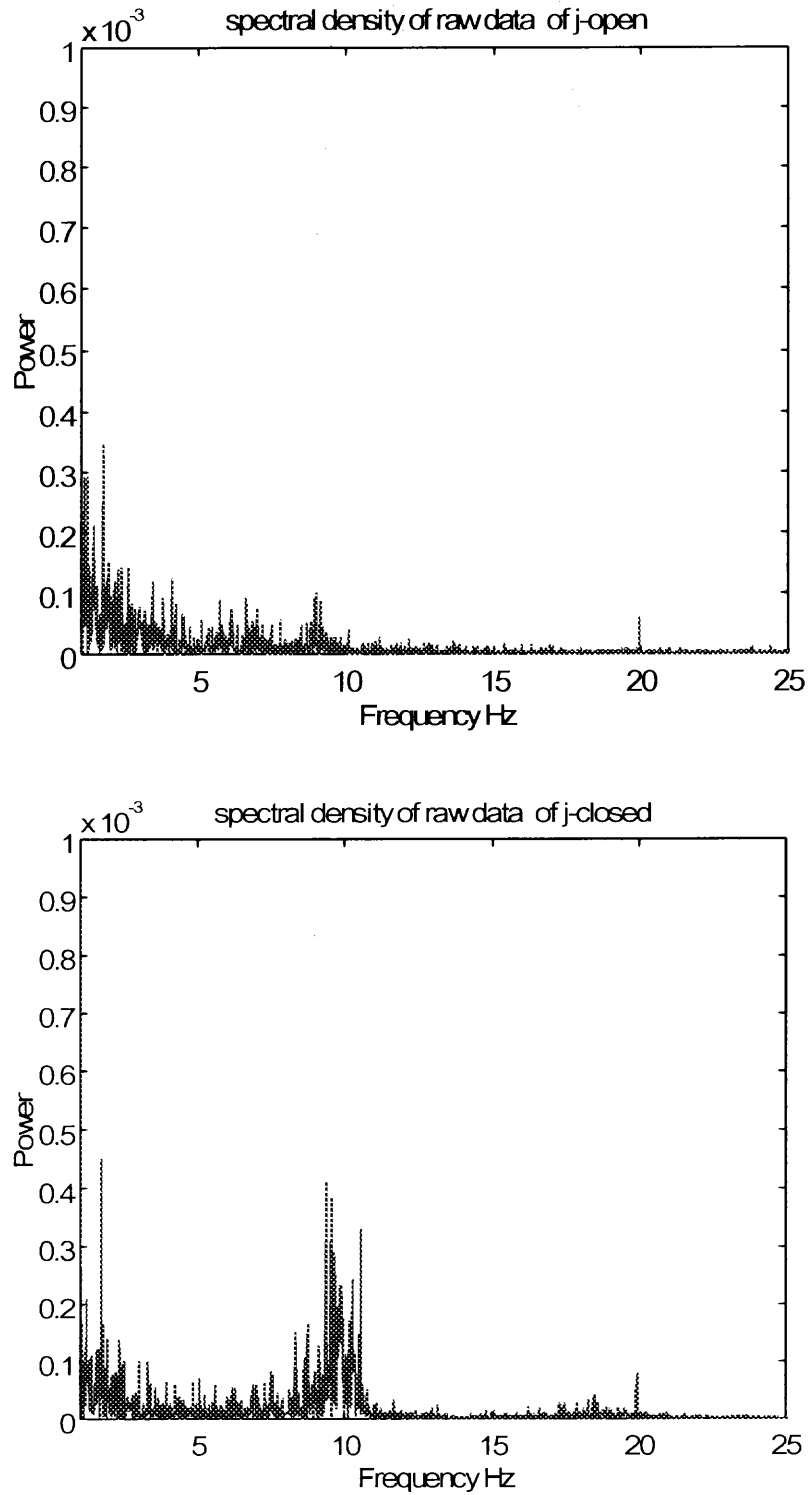 spectral density of raw data of j-open
x 10-3
1
0.9
0.8
0.7
0.6
0.5
0.4
0.3
0.2
0.1
0
Power
5 10 15 20 25
Frequency Hz
spectral density of raw data of j-closed
x 10-3
1
0.9
0.8
0.7
0.6
0.5
0.4
0.3
0.2
0.1
0
Power
5 10 15 20 25
Frequency Hz